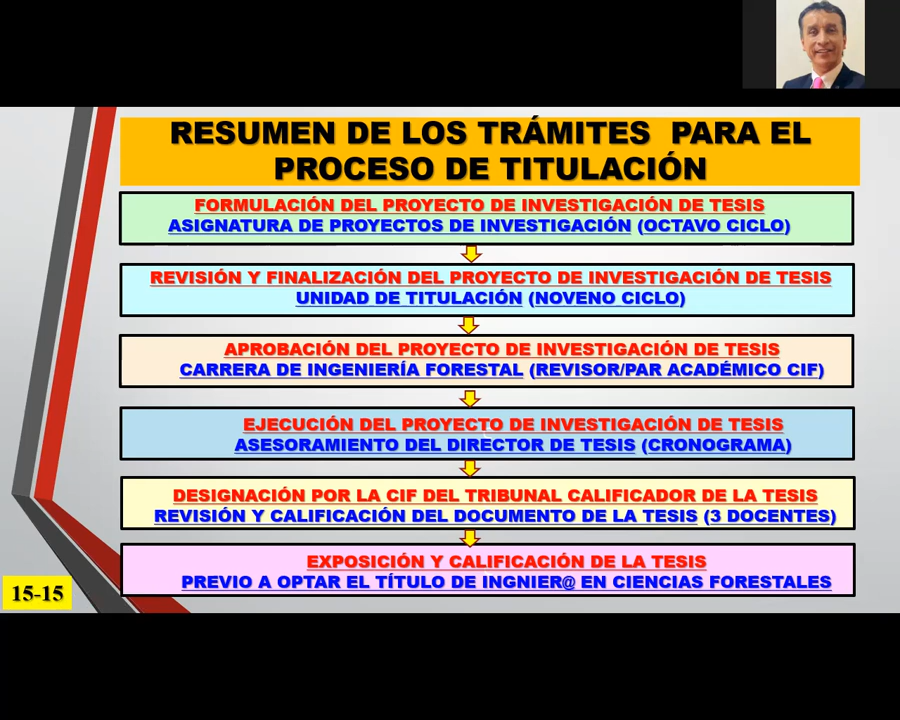 RESUMEN DE LOS TRÁMITES PARA EL
PROCESO DE TITULACIÓN
FORMULACIÓN DEL PROYECTO DE INVESTIGACIÓN DE TESIS
ASIGNATURA DE PROYECTOS DE INVESTIGACIÓN (OCTAVO CICLO)
REVISIÓN Y FINALIZACIÓN DEL PROYECTO DE INVESTIGACIÓN DE TESIS
UNIDAD DE TITULACIÓN (NOVENO CICLO)
APROBACIÓN DEL PROYECTO DE INVESTIGACIÓN DE TESIS
CARRERA DE INGENIERÍA FORESTAL (REVISOR/PAR ACADÉMICO CIF)
EJECUCIÓN DEL PROYECTO DE INVESTIGACIÓN DE TESIS
ASESORAMIENTO DEL DIRECTOR DE TESIS (CRONOGRAMA)
DESIGNACIÓN POR LA CIF DEL TRIBUNAL CALIFICADOR DE LA TESIS
REVISIÓN Y CALIFICACIÓN DEL DOCUMENTO DE LA TESIS (3 DOCENTES)
EXPOSICIÓN Y CALIFICACIÓN DE LA TESIS
PREVIO A OPTAR EL TÍTULO DE INGNIER@ EN CIENCIAS FORESTALES
15-15